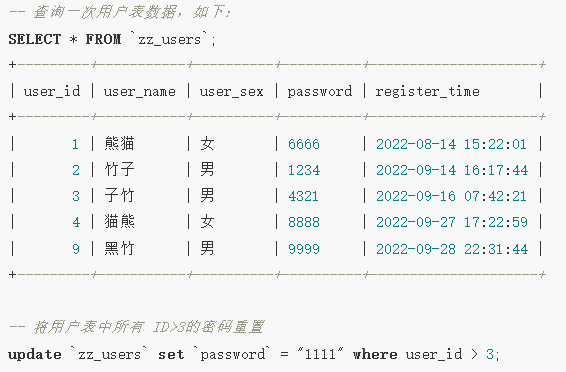 -- 查询一次用户表数据，如下：
SELECT * FROM `zz_users`;
+---------+-----------+----------+----------+---------------------+
| user_id | user_name | user_sex | password | register_time       |
+---------+-----------+----------+----------+---------------------+
|       1 | 熊猫      | 女       | 6666     | 2022-08-14 15:22:01 |
|       2 | 竹子      | 男       | 1234     | 2022-09-14 16:17:44 |
|       3 | 子竹      | 男       | 4321     | 2022-09-16 07:42:21 |
|       4 | 猫熊      | 女       | 8888     | 2022-09-27 17:22:59 |
|       9 | 黑竹      | 男       | 9999     | 2022-09-28 22:31:44 |
+---------+-----------+----------+----------+---------------------+
-- 将用户表中所有 ID>3的密码重置
update `zz_users` set `password` = "1111" where user_id > 3;